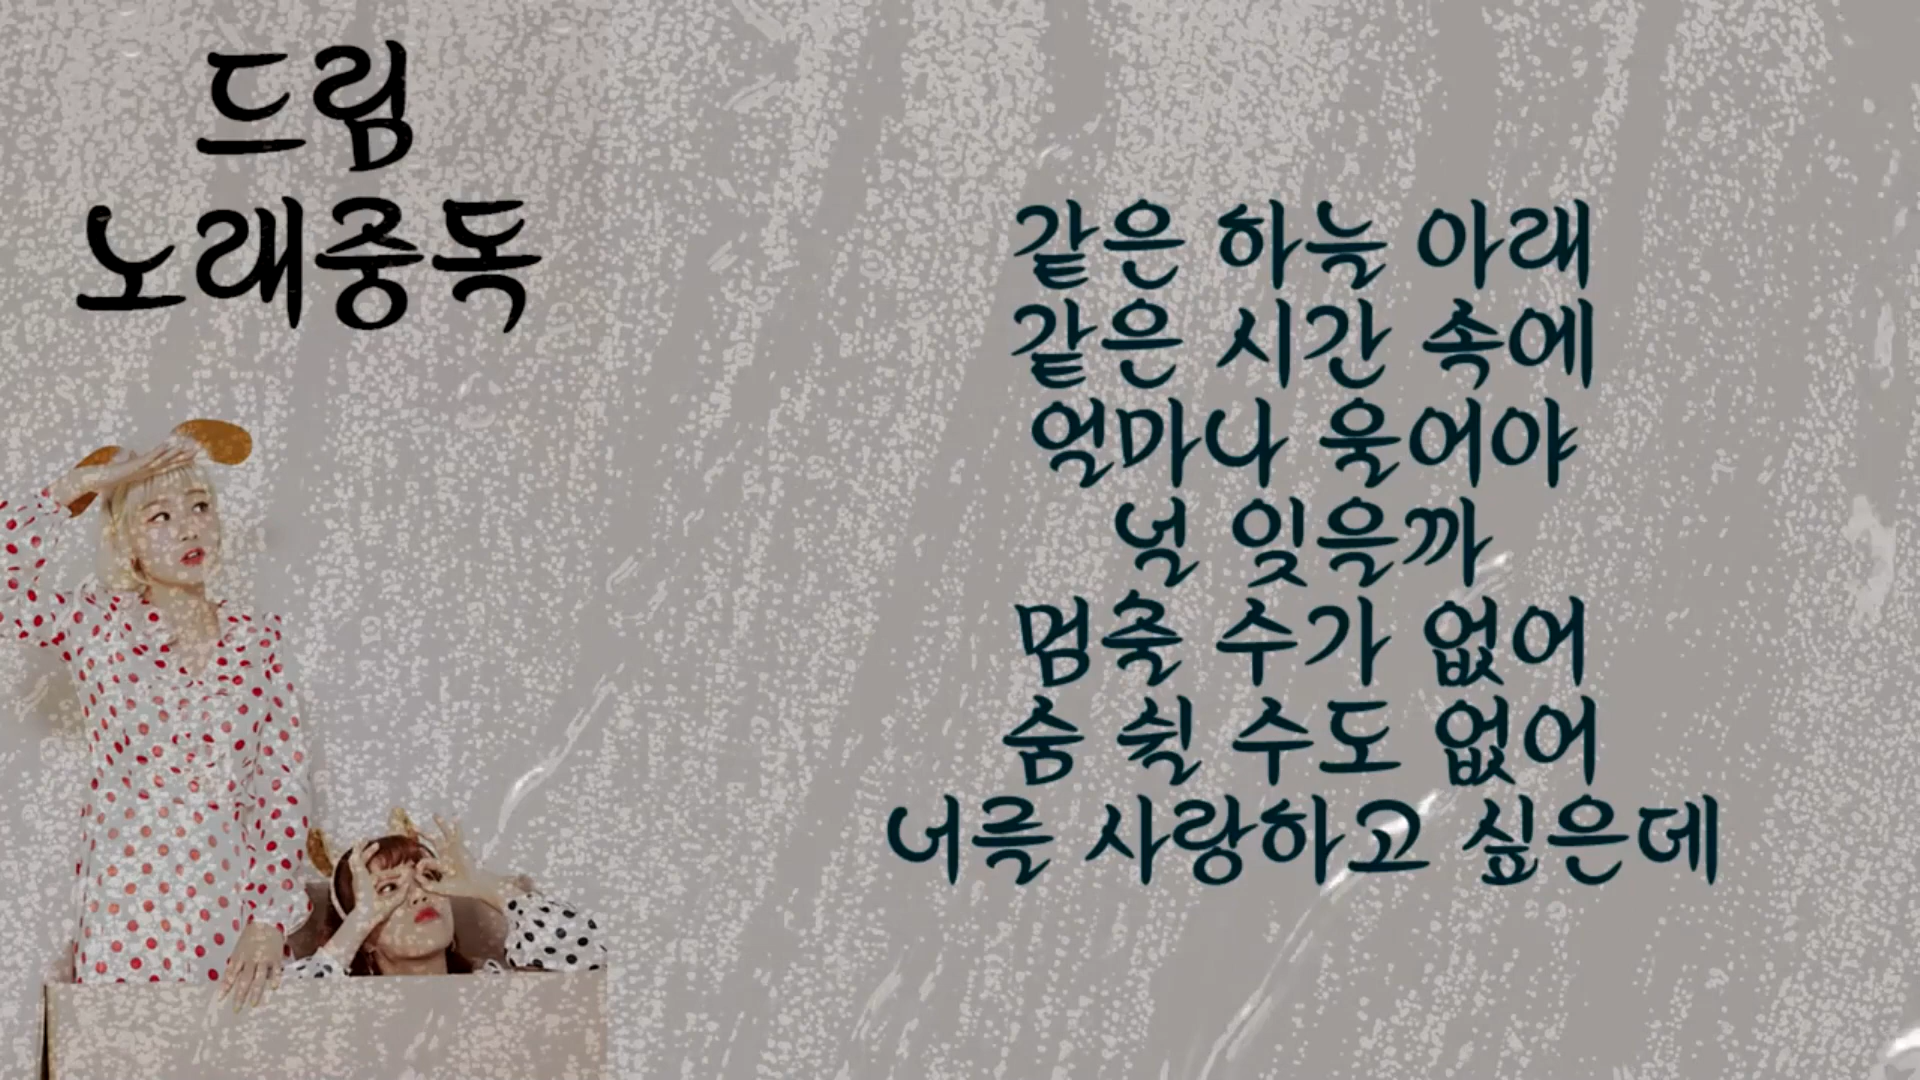 드림
노래중독
같은 하늘 아래
같은 시간 속에
얼마나 울어야
널 잊을까
멈출 수가 없어
숨 쉴 수도 없어
너를 사랑하고 싶은데